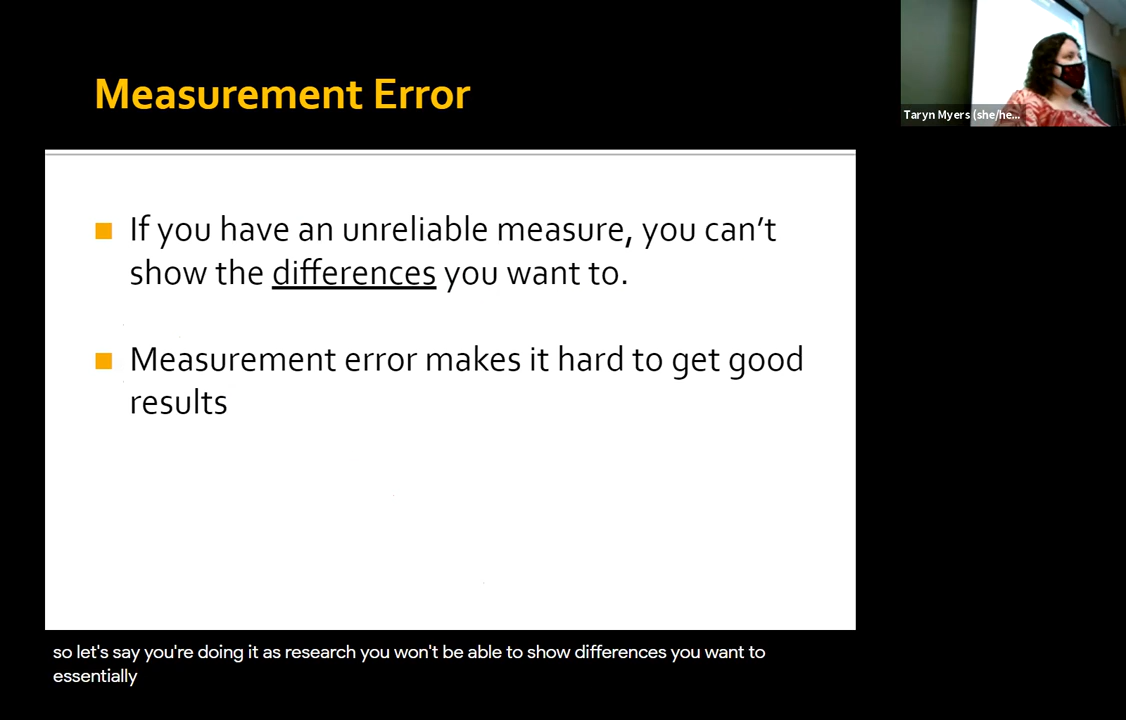 Measurement Error
Taryn Myers (she/he...
If you have an unreliable measure, you can’t
show the differences you want to.
Measurement error makes it hard to get good
results
so let's say you're doing it as research you won't be able to show differences you want to
essentially